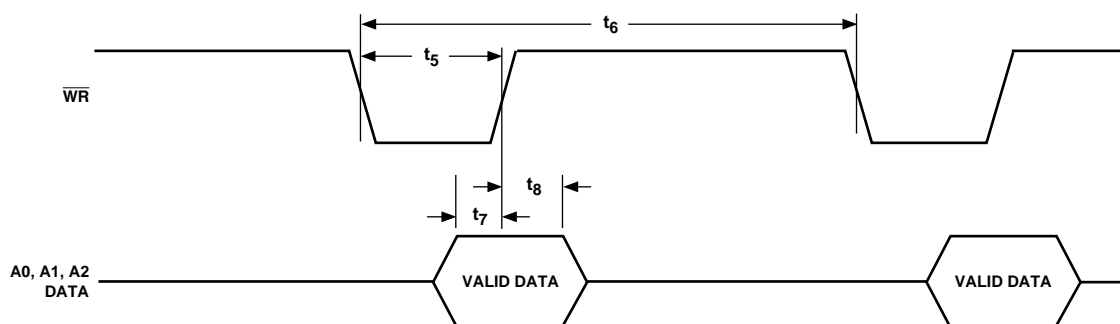 t6
t5
WR
t8
t7
A0, A1, A2
DATA
VALID DATA
VALID DATA